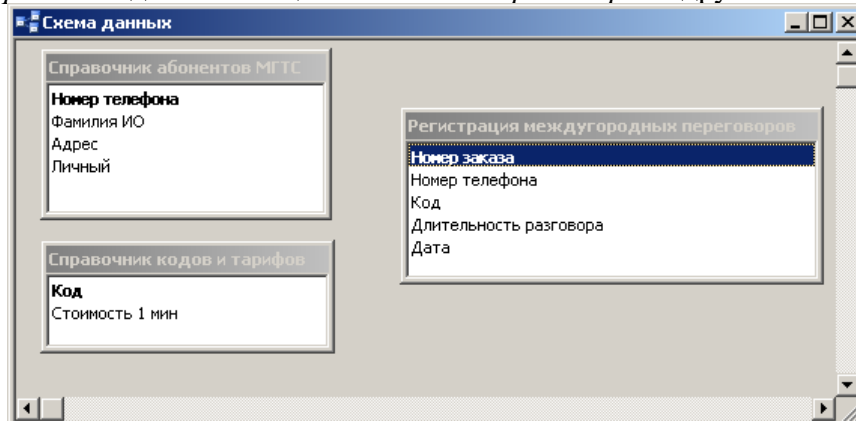 Схема данных
Справочник абонентов МГТС
Номер телефона
Фамилия ИО
Адрес
Личный
Регистрация междугородных переговоров
Номер заказа
Номер телефона
Код
Длительность разговора
Дата
Справочник кодов и тарифов
Код
Стоимость 1 мин